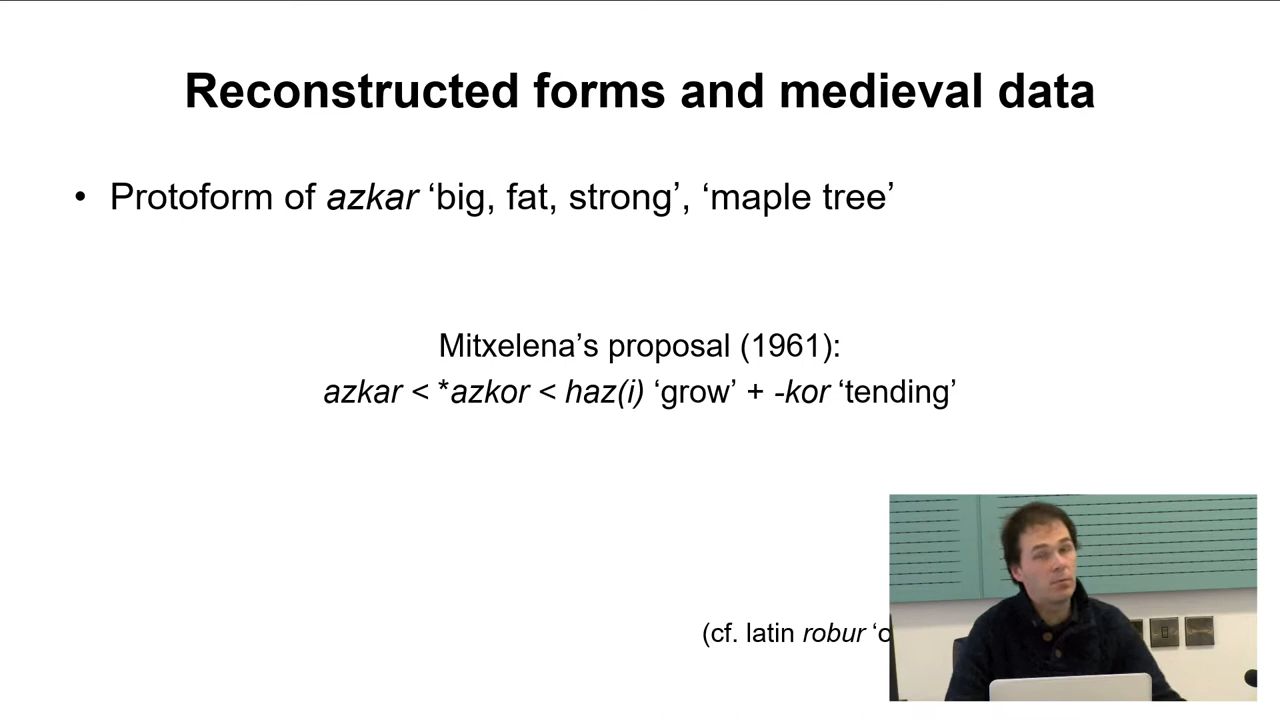 Reconstructed forms and medieval data
• Protoform of azkar ‘big, fat, strong’, ‘maple tree’
Mitxelena’s proposal (1961):
azkar < *azkor < haz(i) ‘grow’ + -kor ‘tending’
(cf. latin robur